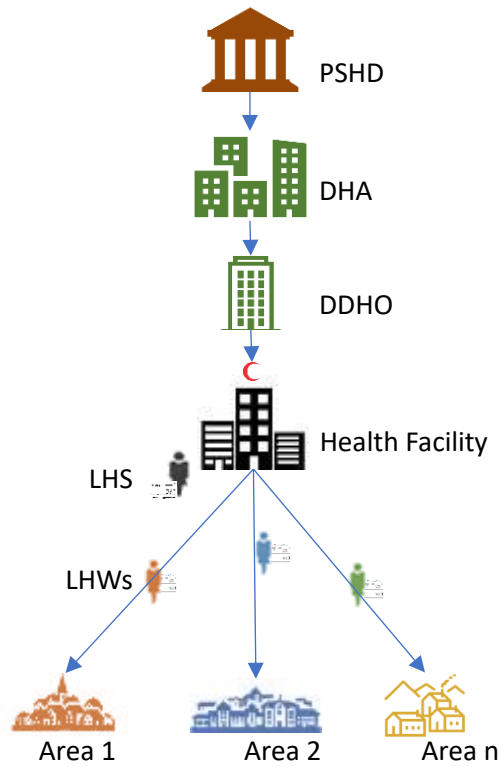 PSHD
DHA
DDHO
Health Facility
LHS
LHWs
Area 1
Area 2
Area n